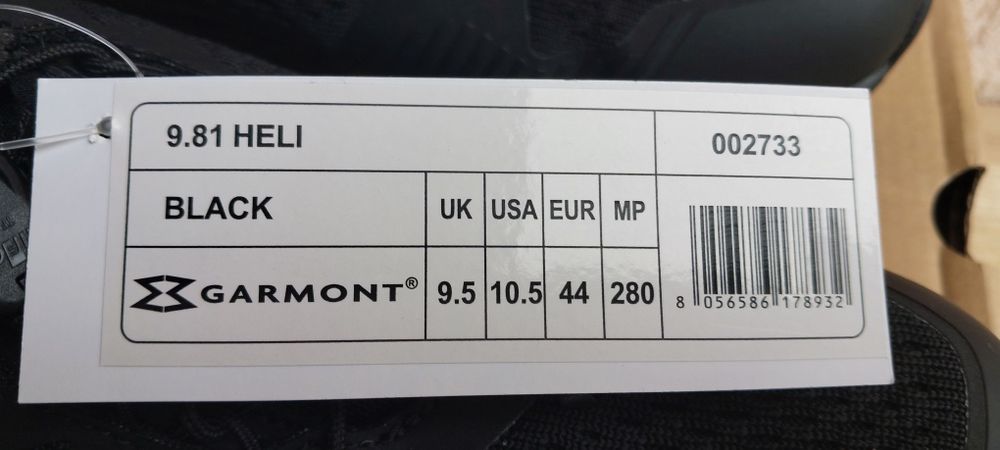 9.81 HELI
002733
BLACK
UK USA EUR MP
GARMONT®
9.5 10.5 44 280
8 056586 178932